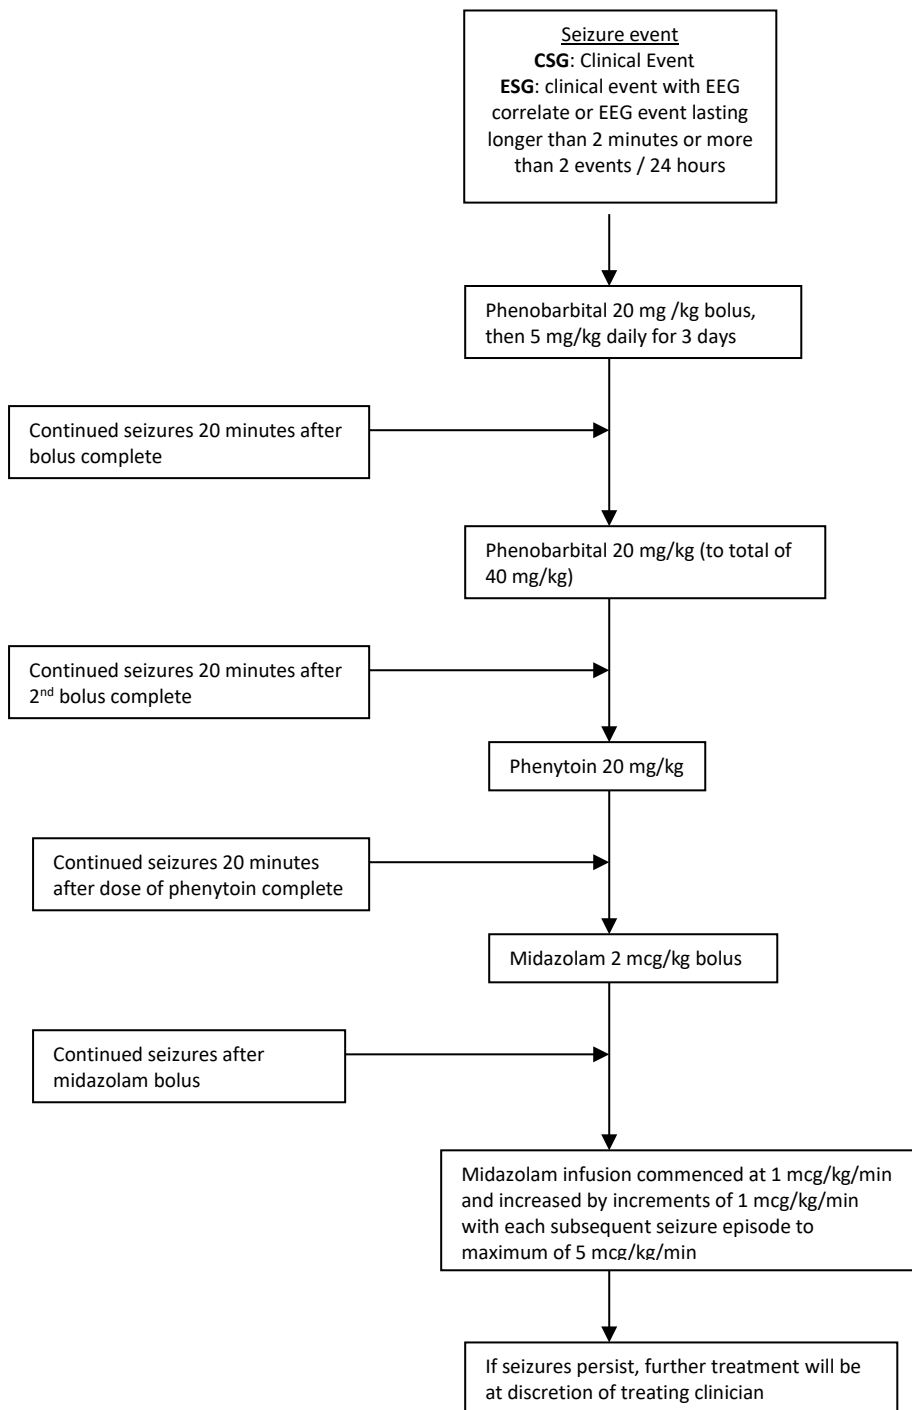 Seizure event
CSG: Clinical Event
ESG: clinical event with EEG
correlate or EEG event lasting
longer than 2 minutes or more
than 2 events / 24 hours
Phenobarbital 20 mg /kg bolus,
then 5 mg/kg daily for 3 days
Continued seizures 20 minutes after
bolus complete
Phenobarbital 20 mg/kg (to total of
40 mg/kg)
Continued seizures 20 minutes after
2nd bolus complete
Phenytoin 20 mg/kg
Continued seizures 20 minutes
after dose of phenytoin complete
Midazolam 2 mcg/kg bolus
Continued seizures after
midazolam bolus
Midazolam infusion commenced at 1 mcg/kg/min
and increased by increments of 1 mcg/kg/min
with each subsequent seizure episode to
maximum of 5 mcg/kg/min
If seizures persist, further treatment will be
at discretion of treating clinician